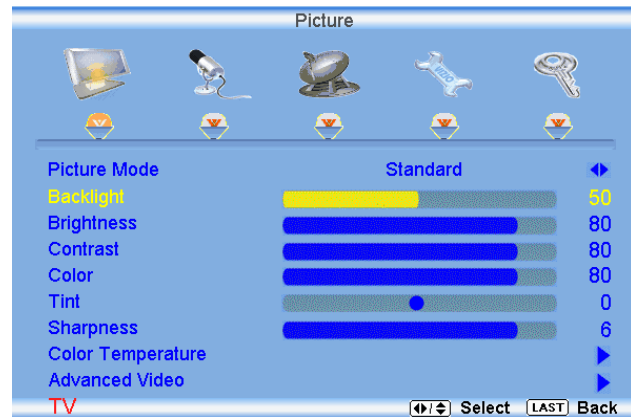 Picture
VIZIO
Picture Mode Standard
Backlight 50
Brightness 80
Contrast 80
Color 80
Tint 0
Sharpness 6
Color Temperature
Advanced Video
TV Select LAST Back